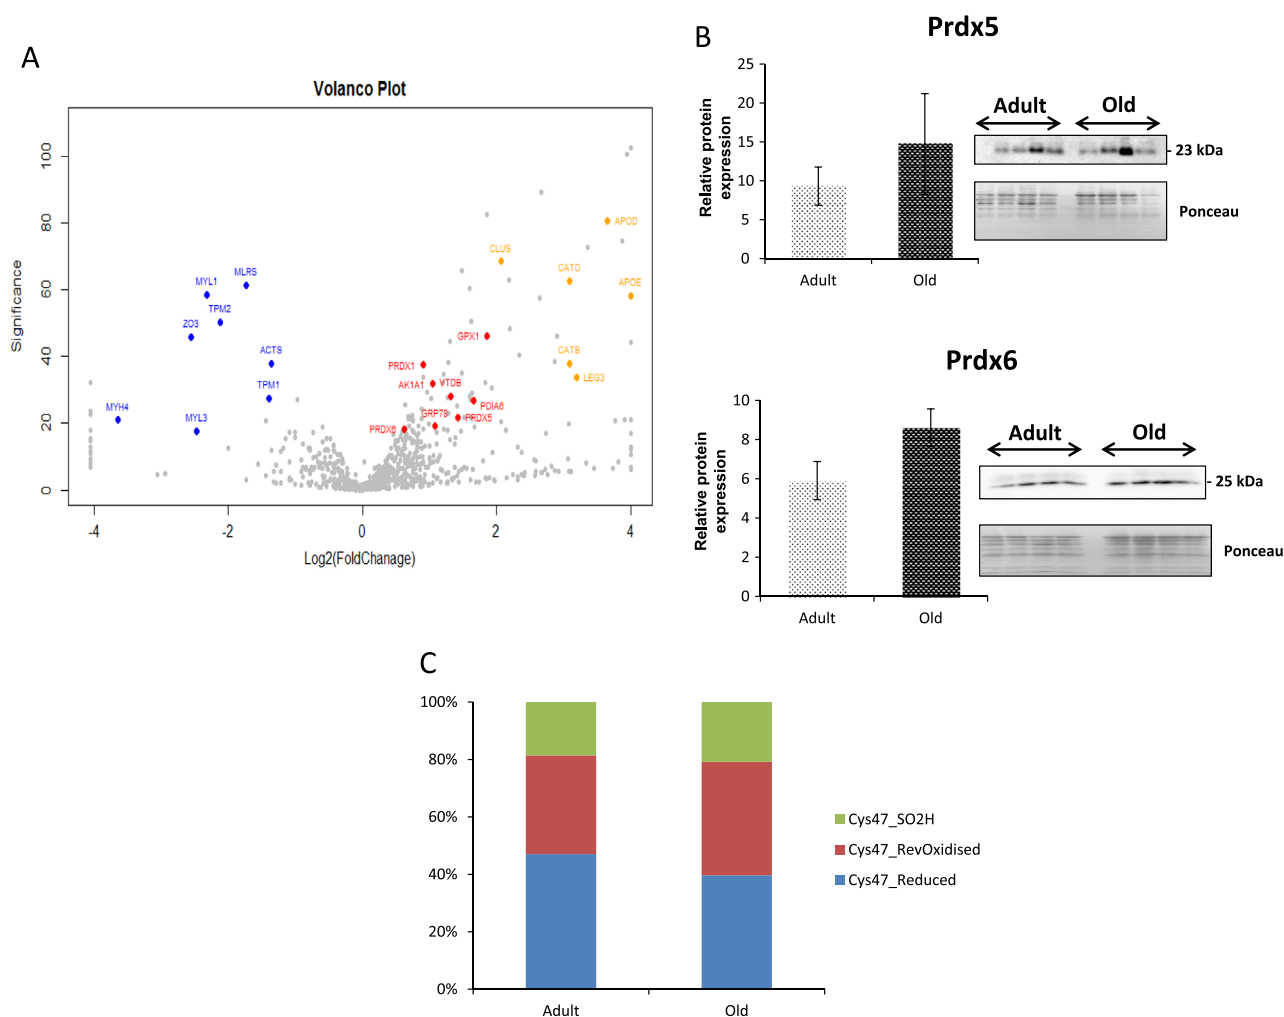 A
Volanco Plot
Significance
0
20
40
60
80
100
-4
-2
0
2
4
Log2(FoldChanage)
APOD
CLUS
CATD
APOE
MLRS
MYL1
TPM2
ZO3
GPX1
ACTS
CATB
PRDX1
LEG3
AK1A1
VTDB
TPM1
PDIA6
MYH4
GRP78
PRDX5
MYL3
PRDX6
B
Prdx5
Relative protein
expression
25
20
15
10
5
0
Adult
Old
Adult
Old
- 23 kDa
Ponceau
Prdx6
Relative protein
expression
10
8
6
4
2
0
Adult
Old
Adult
Old
- 25 kDa
Ponceau
C
100%
80%
60%
40%
20%
0%
Adult
Old
Cys47_SO2H
Cys47_RevOxidised
Cys47_Reduced